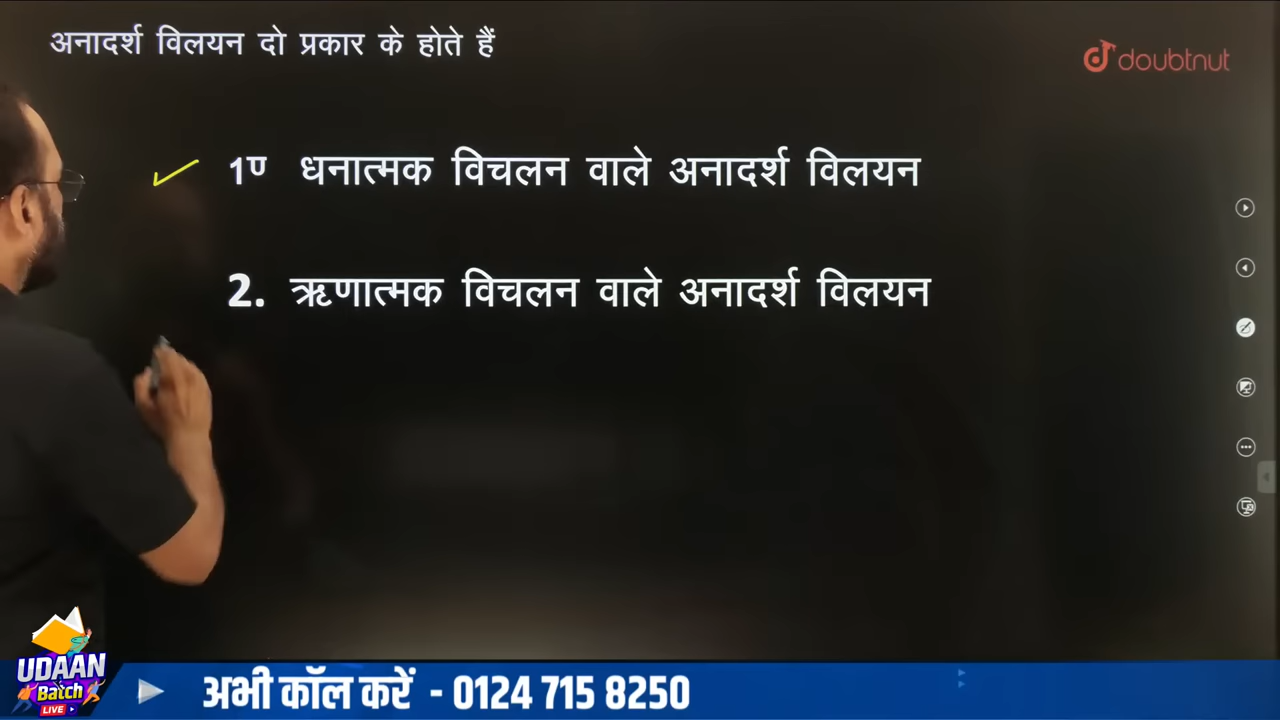 अनादर्श विलयन दो प्रकार के होते हैं
doubtnut
1ण धनात्मक विचलन वाले अनादर्श विलयन
2. ऋणात्मक विचलन वाले अनादर्श विलयन
UDAAN
Batch
LIVE
अभी कॉल करें - 0124 715 8250